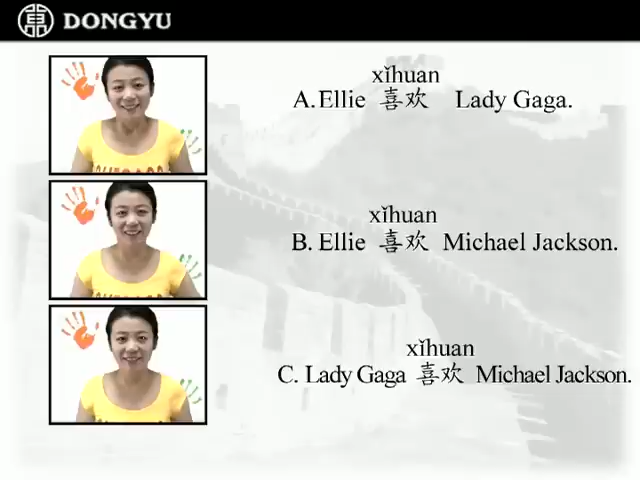 DONGYU
xǐhuan
A. Ellie 喜欢 Lady Gaga.
xǐhuan
B. Ellie 喜欢 Michael Jackson.
xǐhuan
C. Lady Gaga 喜欢 Michael Jackson.